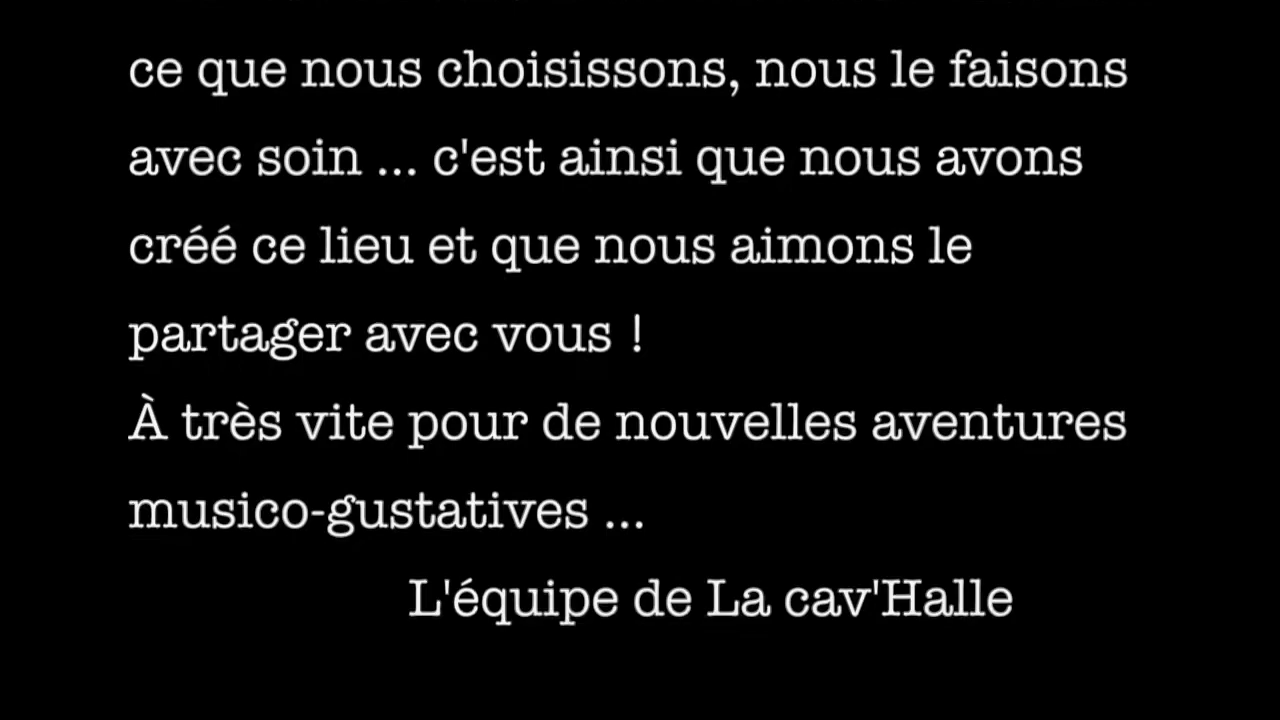 ce que nous choisissons, nous le faisons
avec soin ... c'est ainsi que nous avons
créé ce lieu et que nous aimons le
partager avec vous !
À très vite pour de nouvelles aventures
musico-gustatives ...
L'équipe de La cav'Halle